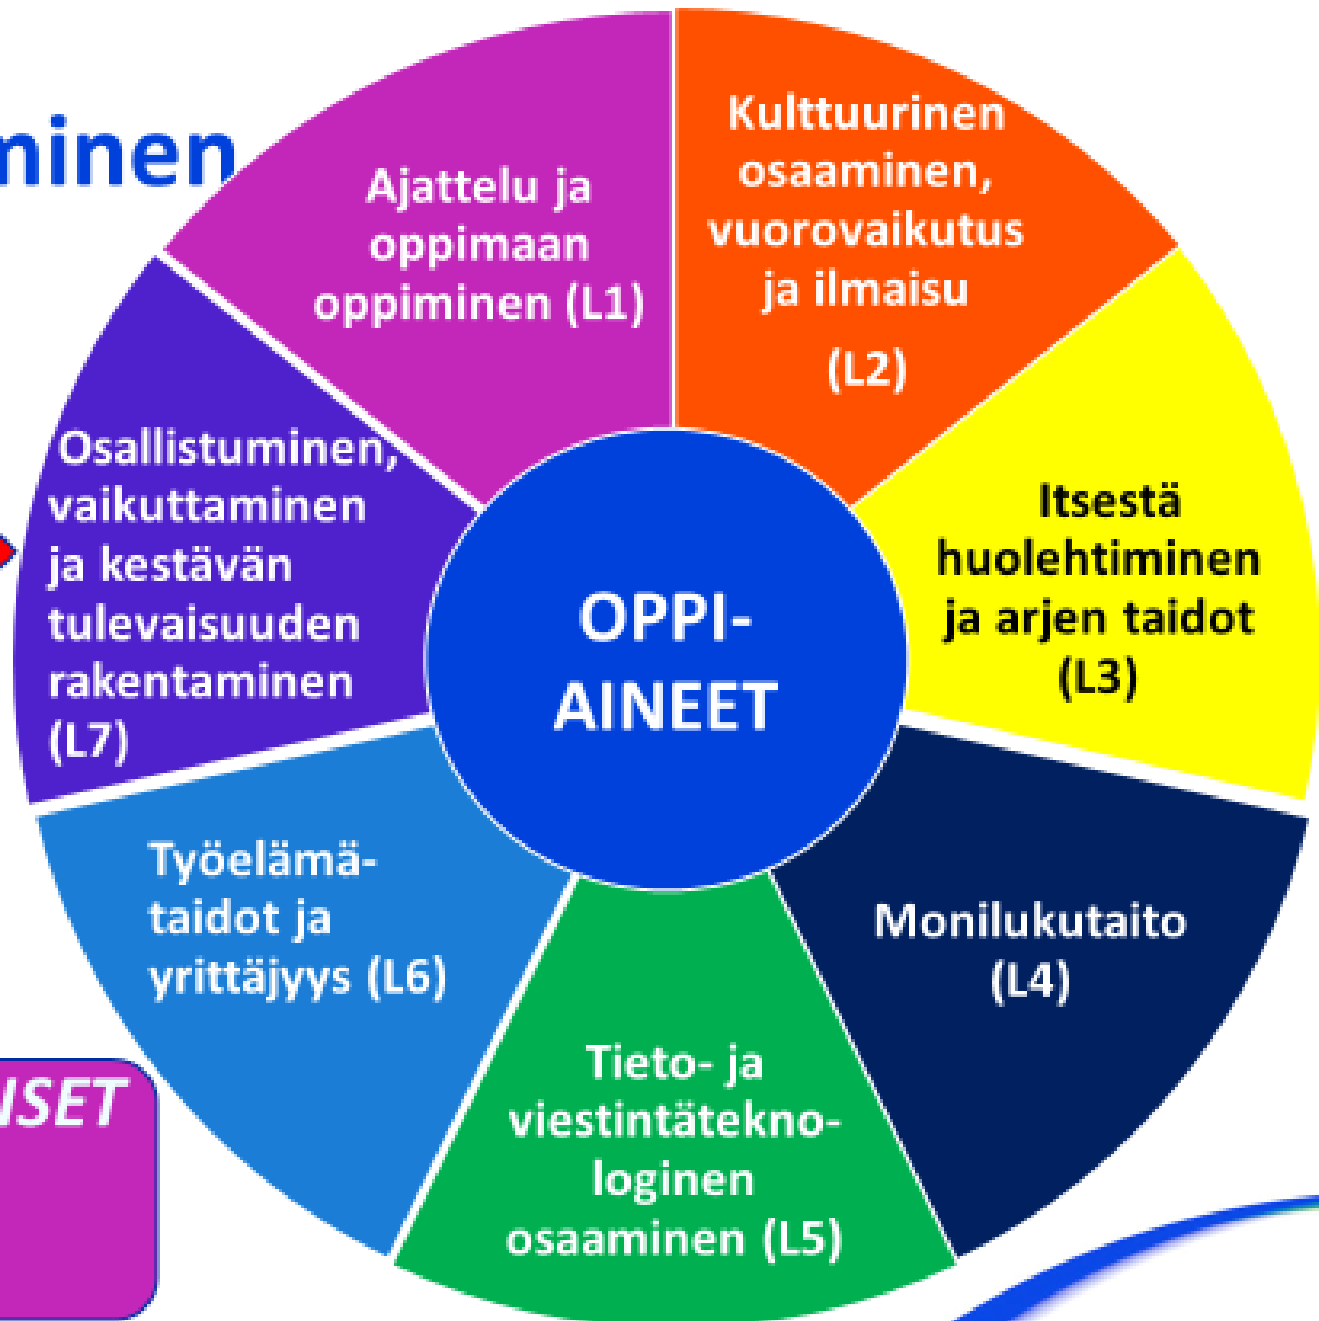 minen
Ajattelu ja
oppimaan
oppiminen (L1)
Kulttuurinen
osaaminen,
vuorovaikutus
ja ilmaisu
(L2)
Itsestä
huolehtiminen
ja arjen taidot
(L3)
Monilukutaito
(L4)
Tieto- ja
viestintätekno-
loginen
osaaminen (L5)
Työelämä-
taidot ja
yrittäjyys (L6)
Osallistuminen,
vaikuttaminen
ja kestävän
tulevaisuuden
rakentaminen
(L7)
OPPI-
AINEET
ISET